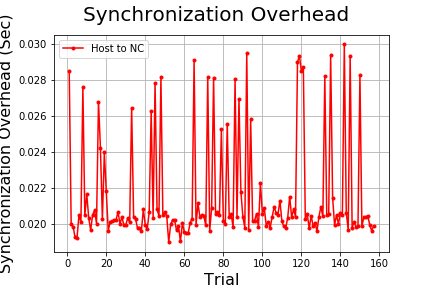 Synchronization Overhead
Synchronization Overhead (Sec)
0.030
0.028
0.026
0.024
0.022
0.020
Host to NC
0 20 40 60 80 100 120 140 160
Trial